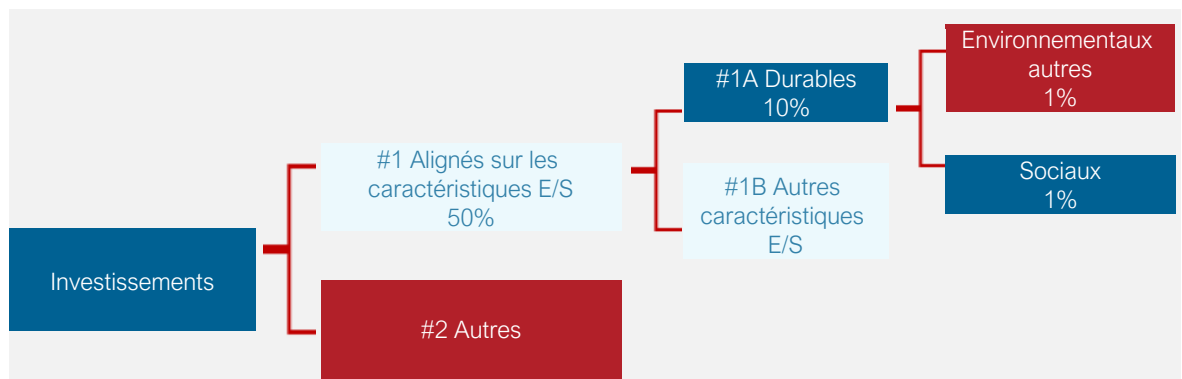 Investissements
#1 Alignés sur les
caractéristiques E/S
50%
#2 Autres
#1A Durables
10%
#1B Autres
caractéristiques
E/S
Environnementaux
autres
1%
Sociaux
1%